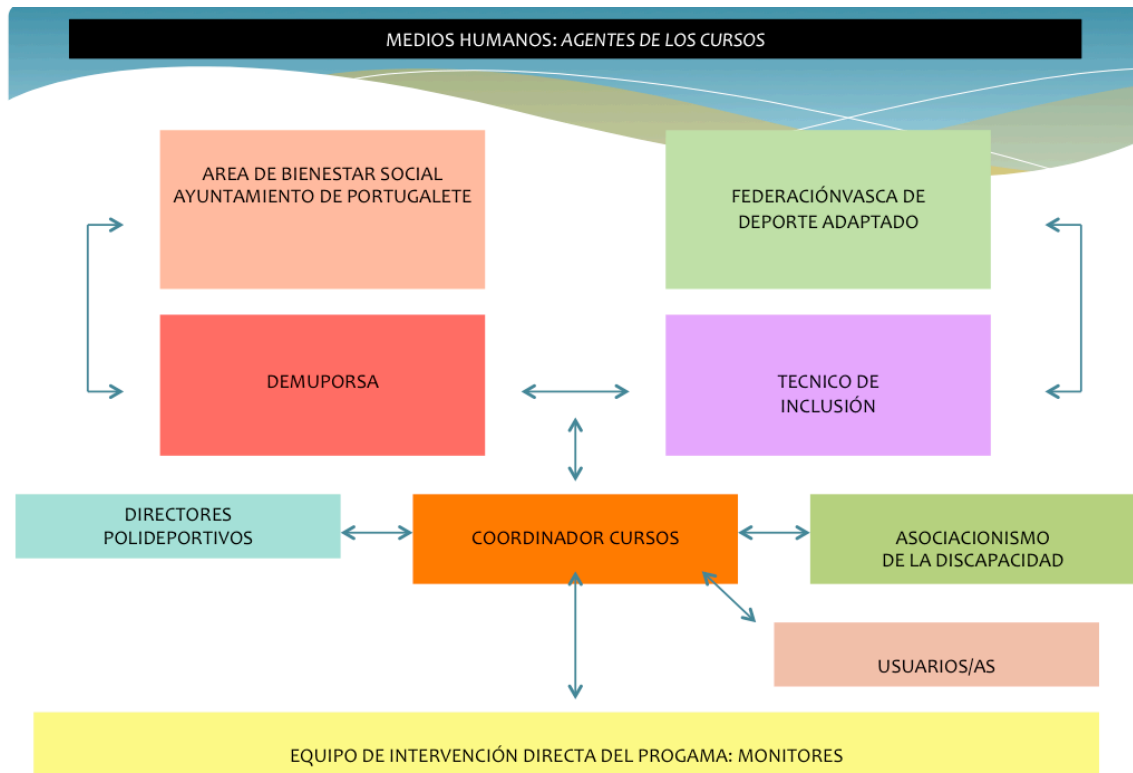 MEDIOS HUMANOS: AGENTES DE LOS CURSOS
AREA DE BIENESTAR SOCIAL
AYUNTAMIENTO DE PORTUGALETE
FEDERACIÓNVASCA DE
DEPORTE ADAPTADO
DEMUPORSA
TECNICO DE
INCLUSIÓN
DIRECTORES
POLIDEPORTIVOS
COORDINADOR CURSOS
ASOCIACIONISMO
DE LA DISCAPACIDAD
USUARIOS/AS
EQUIPO DE INTERVENCIÓN DIRECTA DEL PROGAMA: MONITORES